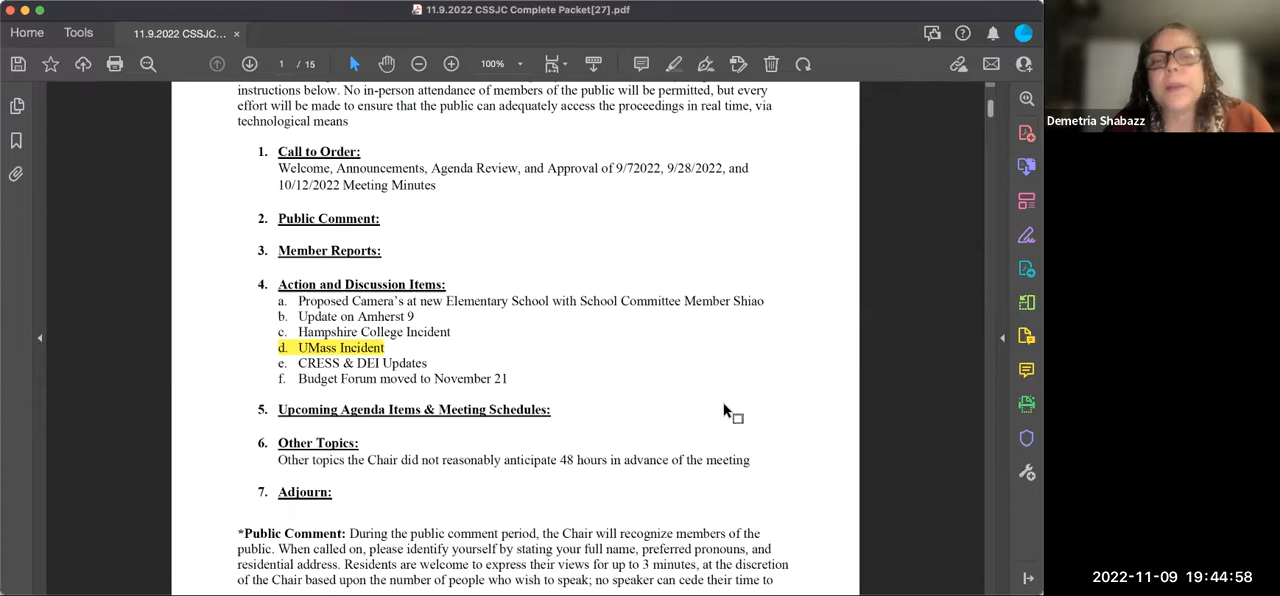 11.9.2022 CSSJC Complete Packet[27].pdf
Home Tools 11.9.2022 CSSJC... ×
1 / 15 100%
instructions below. No in-person attendance of members of the public will be permitted, but every
effort will be made to ensure that the public can adequately access the proceedings in real time, via
technological means
1. Call to Order:
Welcome, Announcements, Agenda Review, and Approval of 9/72022, 9/28/2022, and
10/12/2022 Meeting Minutes
2. Public Comment:
3. Member Reports:
4. Action and Discussion Items:
a. Proposed Camera's at new Elementary School with School Committee Member Shiao
b. Update on Amherst 9
c. Hampshire College Incident
d. UMass Incident
e. CRESS & DEI Updates
f. Budget Forum moved to November 21
5. Upcoming Agenda Items & Meeting Schedules:
6. Other Topics:
Other topics the Chair did not reasonably anticipate 48 hours in advance of the meeting
7. Adjourn:
*Public Comment: During the public comment period, the Chair will recognize members of the
public. When called on, please identify yourself by stating your full name, preferred pronouns, and
residential address. Residents are welcome to express their views for up to 3 minutes, at the discretion
of the Chair based upon the number of people who wish to speak; no speaker can cede their time to
Demetria Shabazz
2022-11-09 19:44:58